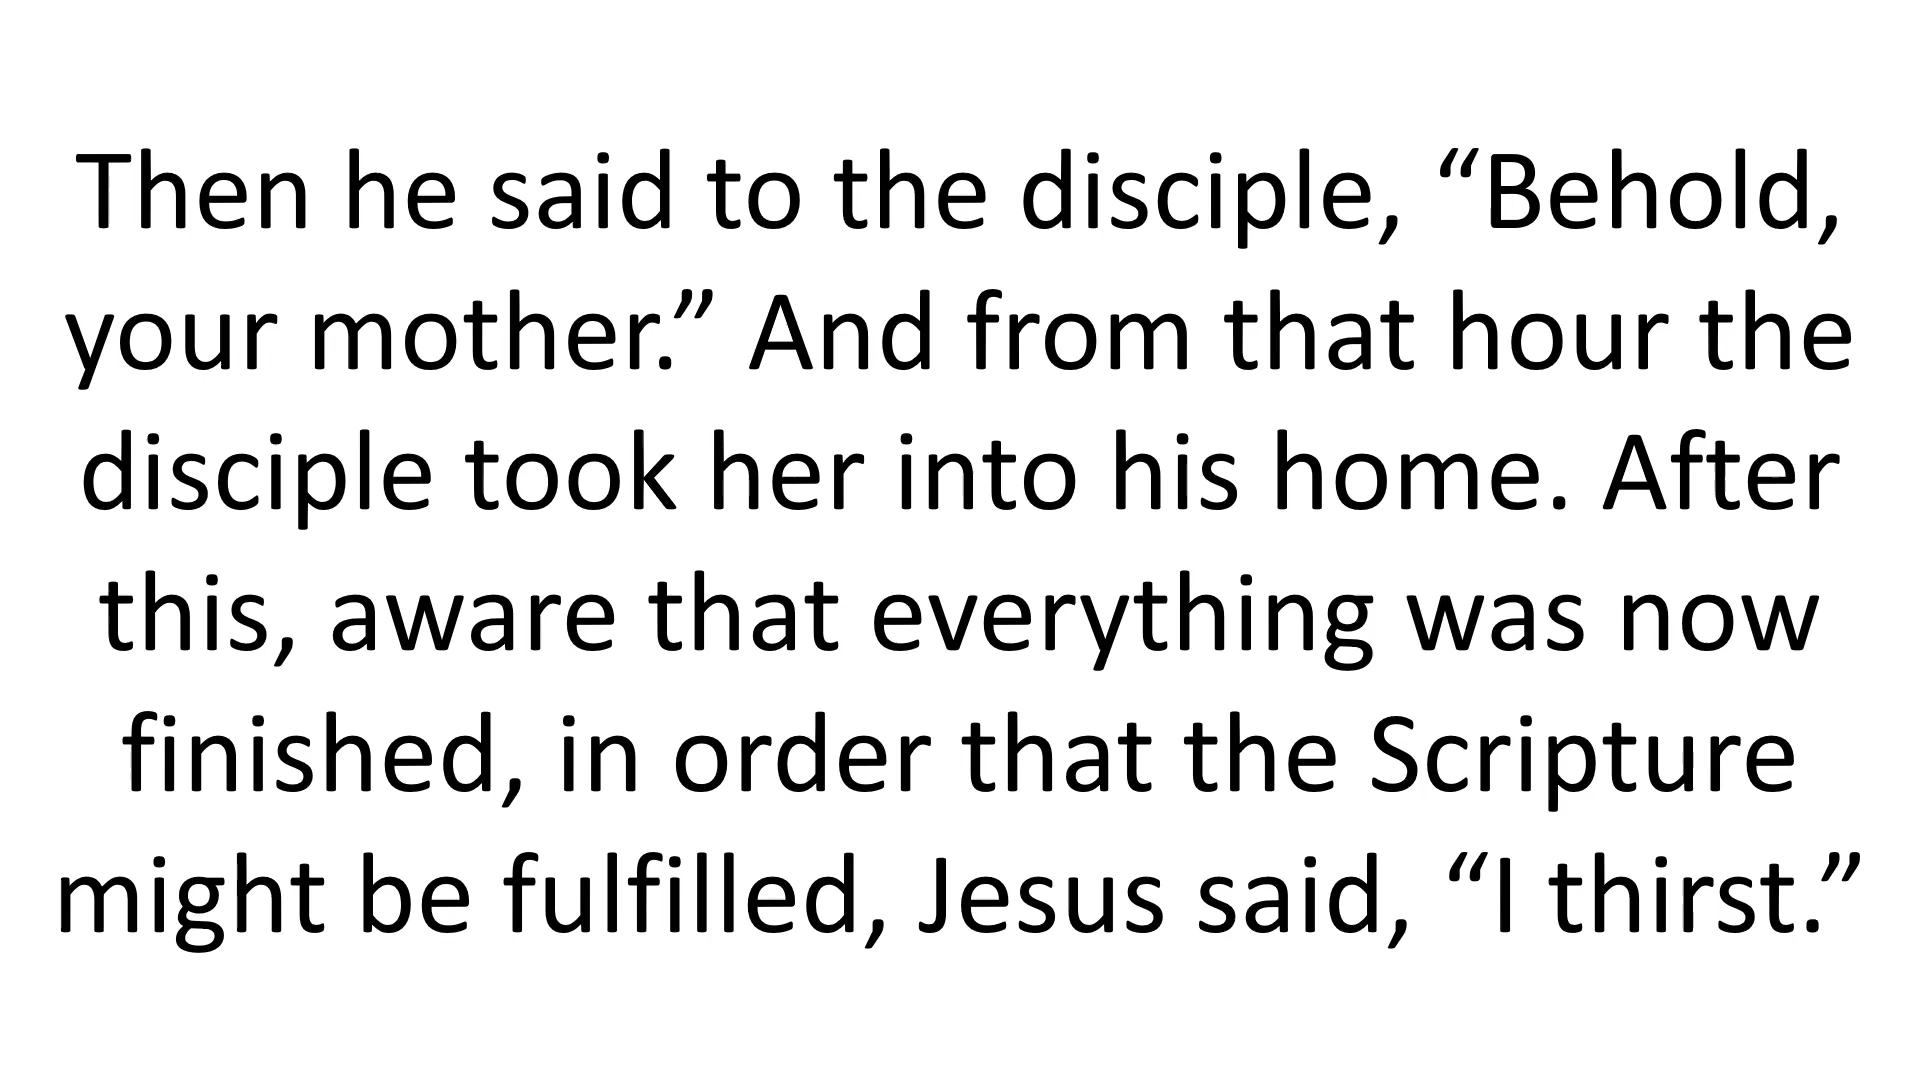 Then he said to the disciple, “Behold,
your mother.” And from that hour the
disciple took her into his home. After
this, aware that everything was now
finished, in order that the Scripture
might be fulfilled, Jesus said, “I thirst.”